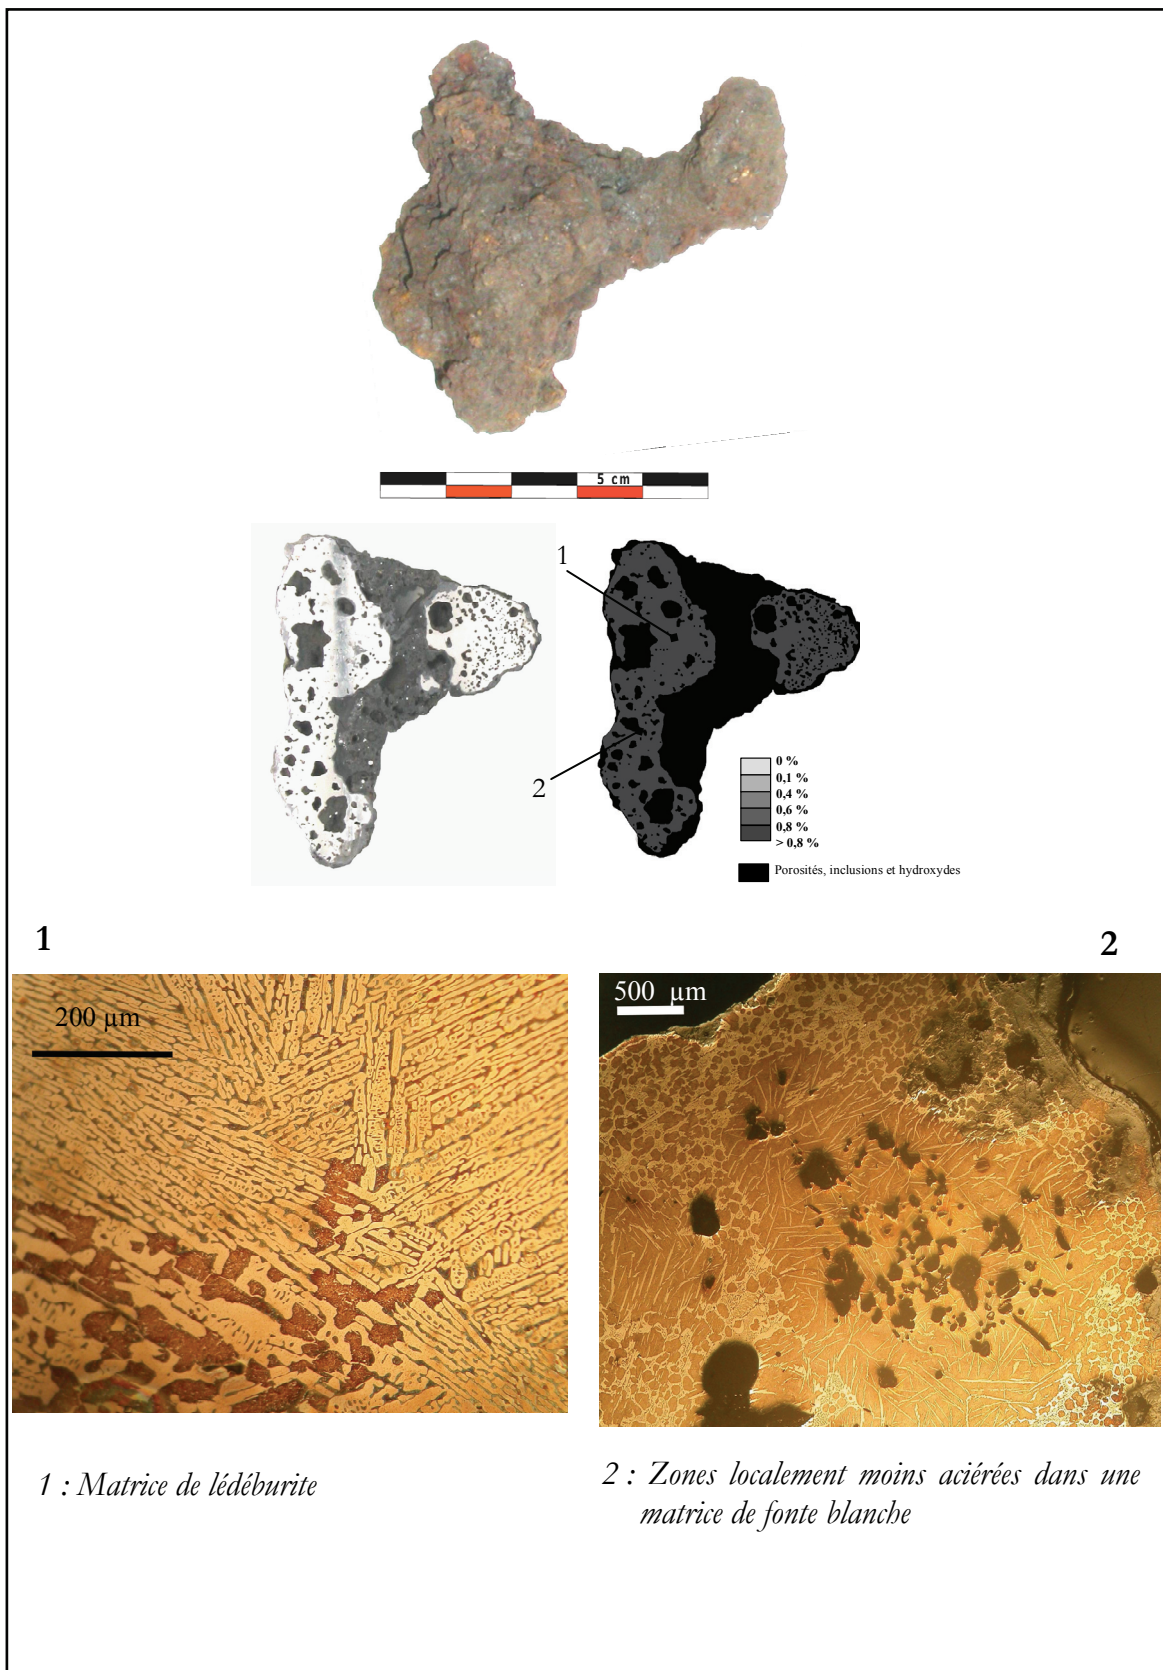 5 cm
1
2
0 %
0,1 %
0,4 %
0,6 %
0,8 %
> 0,8 %
Porosités, inclusions et hydroxydes
1
2
200 µm
500 µm
1 : Matrice de lédéburite
2 : Zones localement moins aciérées dans une
matrice de fonte blanche